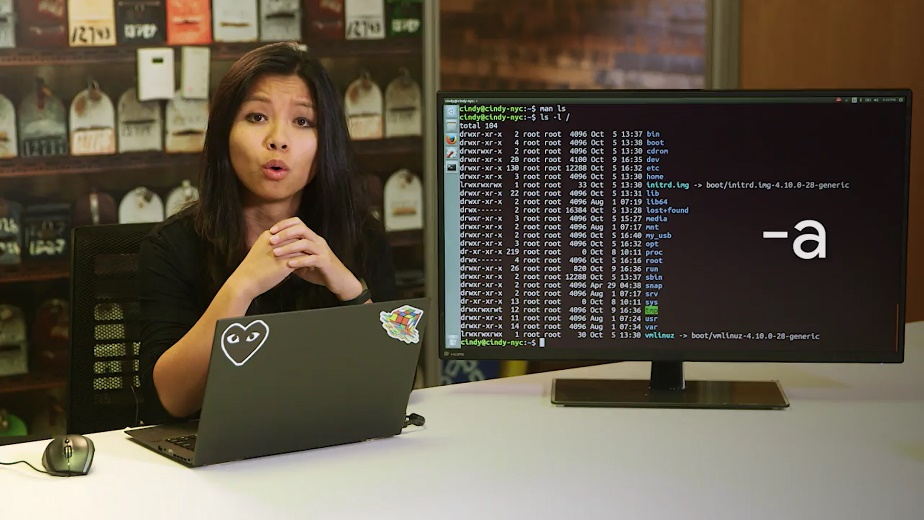 12743
cindy@cindy-nyc:~$ man ls
cindy@cindy-nyc:~$ ls -l /
total 104
drwxr-xr-x 2 root root 4096 Oct 5 13:37 bin
drwxr-xr-x 4 root root 4096 Oct 5 13:38 boot
drwxrwxr-x 2 root root 4096 Oct 5 13:30 cdrom
drwxr-xr-x 20 root root 4100 Oct 9 16:35 dev
drwxr-xr-x 130 root root 12288 Oct 5 16:32 etc
drwxr-xr-x 3 root root 4096 Oct 5 13:30 home
lrwxrwxrwx 1 root root 33 Oct 5 13:30 initrd.img -> boot/initrd.img-4.10.0-28-generic
drwxr-xr-x 22 root root 4096 Oct 5 13:31 lib
drwxr-xr-x 2 root root 4096 Aug 1 07:19 lib64
drwx------ 2 root root 16384 Oct 5 13:28 lost+found
drwxr-xr-x 3 root root 4096 Oct 5 15:27 media
drwxr-xr-x 2 root root 4096 Aug 1 07:17 mnt
drwxr-xr-x 2 root root 4096 Oct 5 16:40 my_usb
drwxr-xr-x 3 root root 4096 Oct 5 16:32 opt
dr-xr-xr-x 219 root root 0 Oct 8 10:11 proc
drwx------ 4 root root 4096 Oct 5 16:16 root
drwxr-xr-x 26 root root 820 Oct 9 16:36 run
drwxr-xr-x 2 root root 12288 Oct 5 13:37 sbin
drwxr-xr-x 2 root root 4096 Apr 29 04:38 snap
drwxr-xr-x 2 root root 4096 Aug 1 07:17 srv
dr-xr-xr-x 13 root root 0 Oct 8 10:11 sys
drwxrwxrwt 12 root root 4096 Oct 9 16:36 tmp
drwxr-xr-x 11 root root 4096 Aug 1 07:24 usr
drwxr-xr-x 14 root root 4096 Aug 1 07:34 var
lrwxrwxrwx 1 root root 30 Oct 5 13:30 vmlinuz -> boot/vmlinuz-4.10.0-28-generic
cindy@cindy-nyc:~$
-a